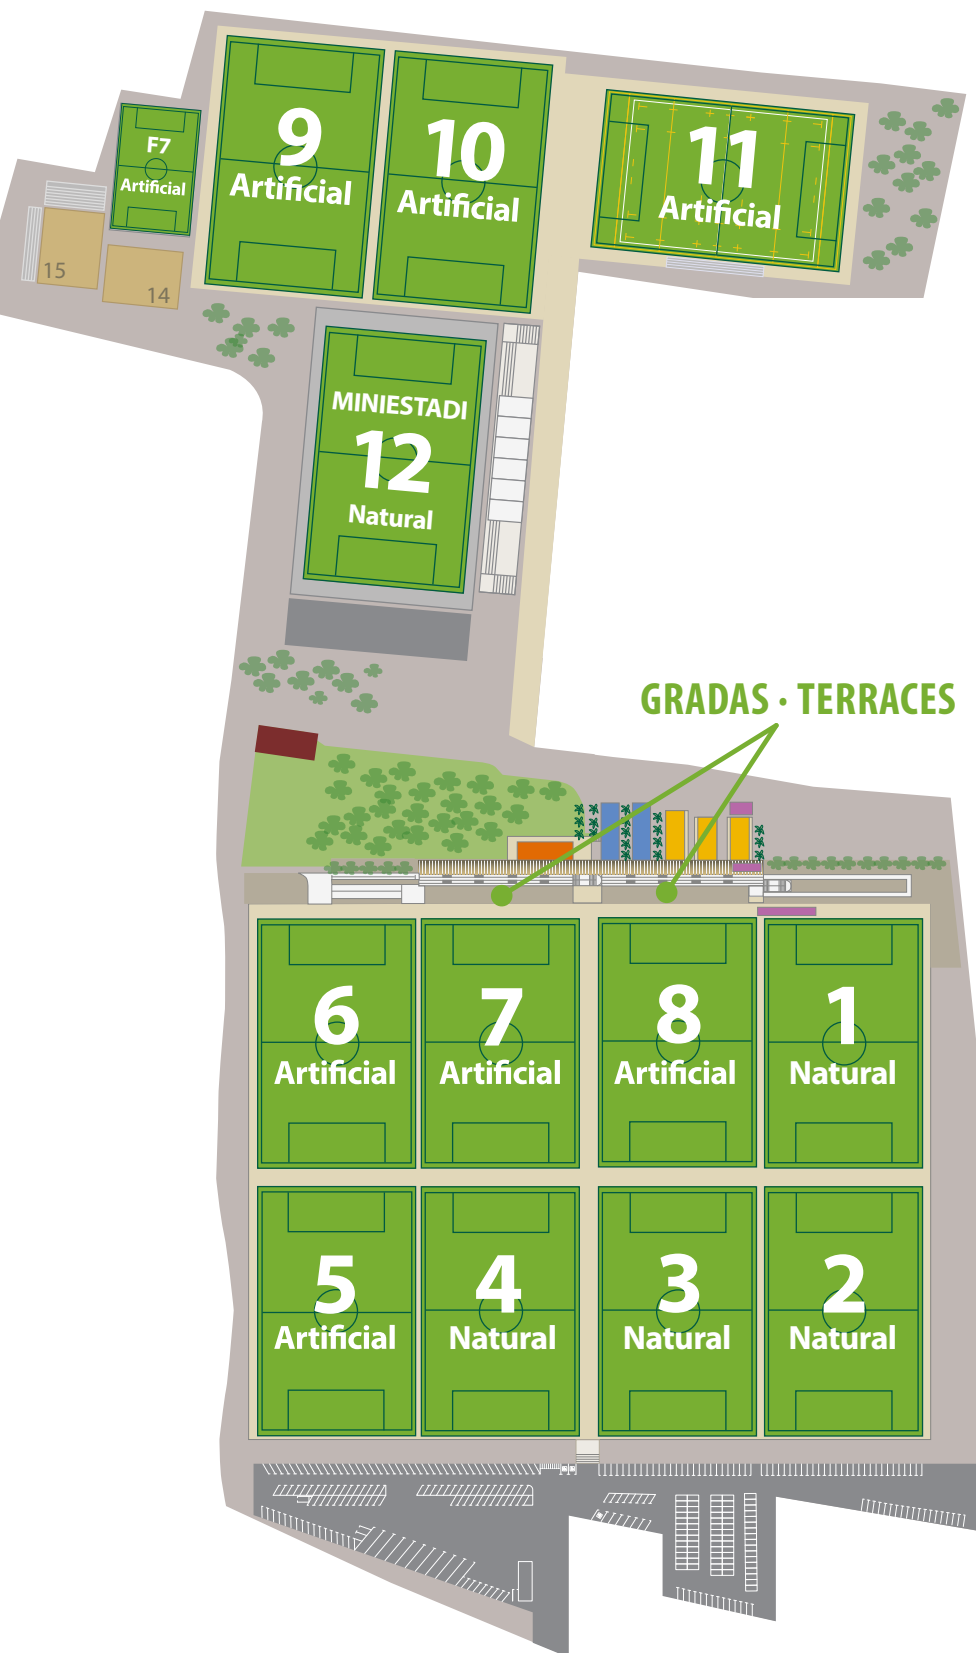 9
Artificial
10
Artificial
11
Artificial
F7
Artificial
15
14
MINIESTADI
12
Natural
GRADAS · TERRACES
6
Artificial
7
Artificial
8
Artificial
1
Natural
5
Artificial
4
Natural
3
Natural
2
Natural